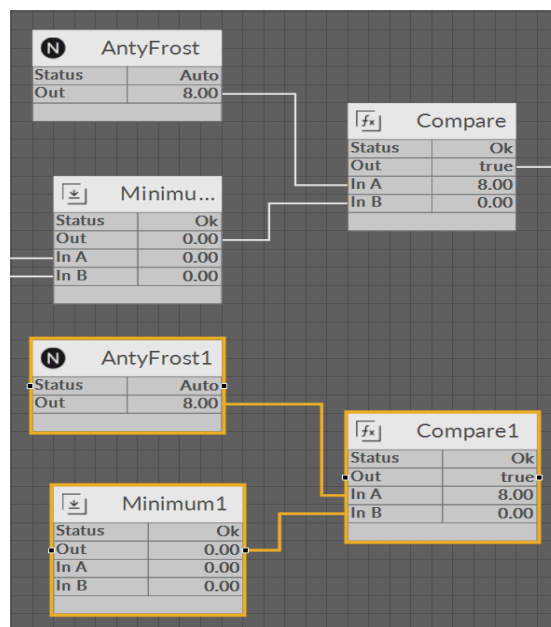 N AntyFrost
Status Auto
Out 8.00
fx Compare
Status Ok
Out true
In A 8.00
In B 0.00
Minimu...
Status Ok
Out 0.00
In A 0.00
In B 0.00
N AntyFrost1
Status Auto
Out 8.00
fx Compare1
Status Ok
Out true
In A 8.00
In B 0.00
Minimum1
Status Ok
Out 0.00
In A 0.00
In B 0.00